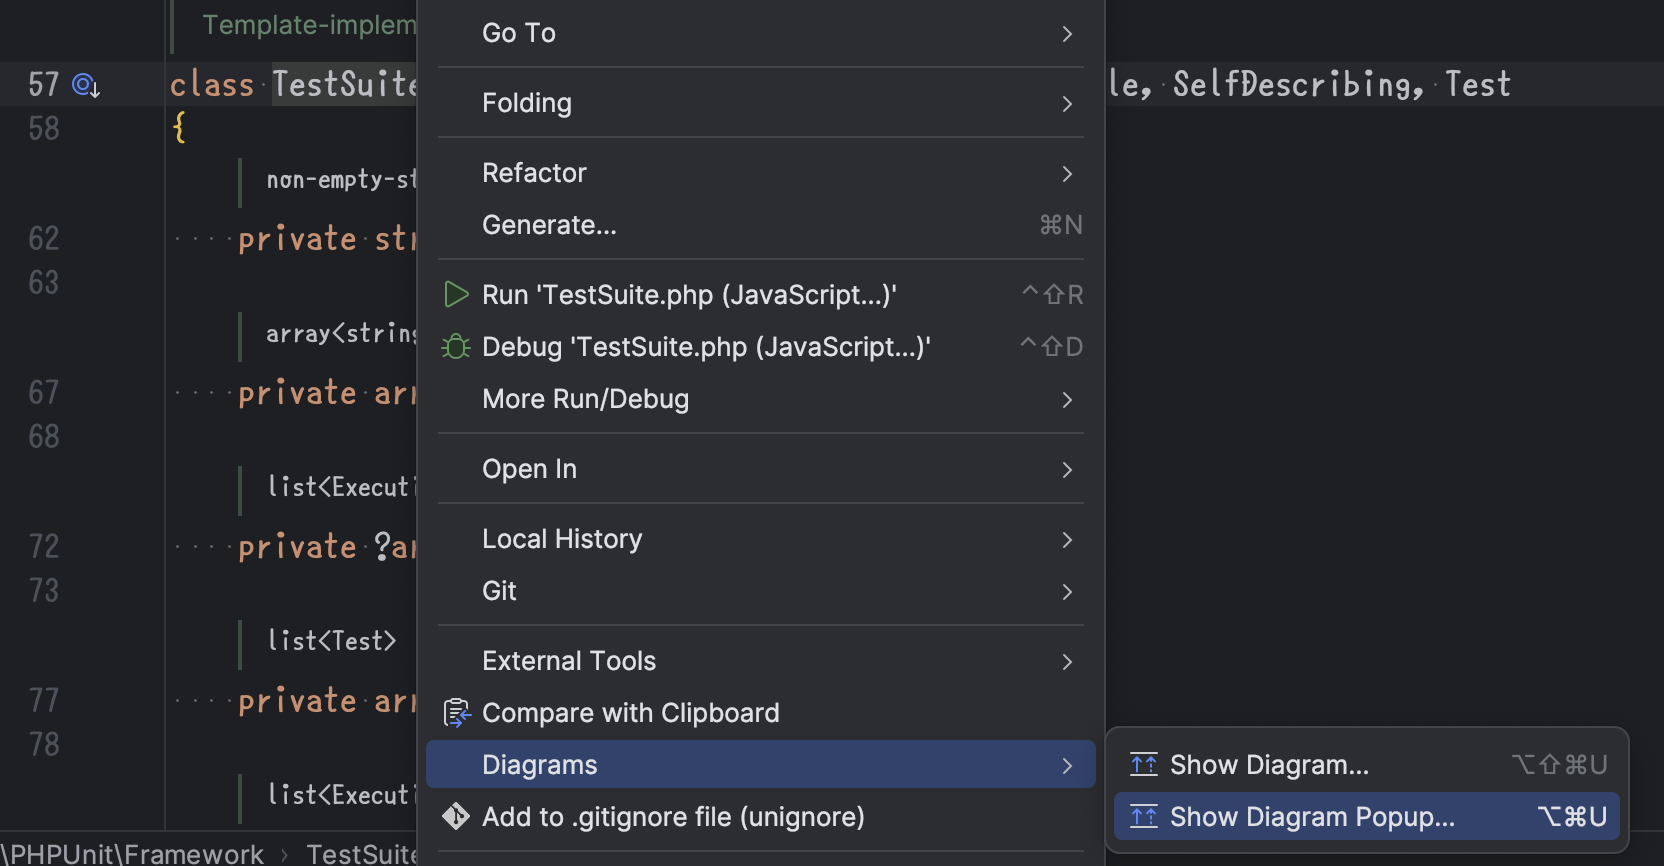 Template-implem
Go To
57 class TestSuite le, SelfDescribing, Test
58 {
Folding
non-empty-st
Refactor
Generate... ⌘N
62 private str
63
Run 'TestSuite.php (JavaScript...)' ^⇧R
array<string
Debug 'TestSuite.php (JavaScript...)' ^⇧D
67 private arr
More Run/Debug
68
Open In
list<Executi
72 private ?ar
Local History
73
Git
list<Test>
External Tools
77 private arr
Compare with Clipboard
78
Diagrams
Show Diagram... ⌥⇧⌘U
list<Executi
Add to .gitignore file (unignore)
Show Diagram Popup... ⌥⌘U
\PHPUnit\Framework › TestSuite